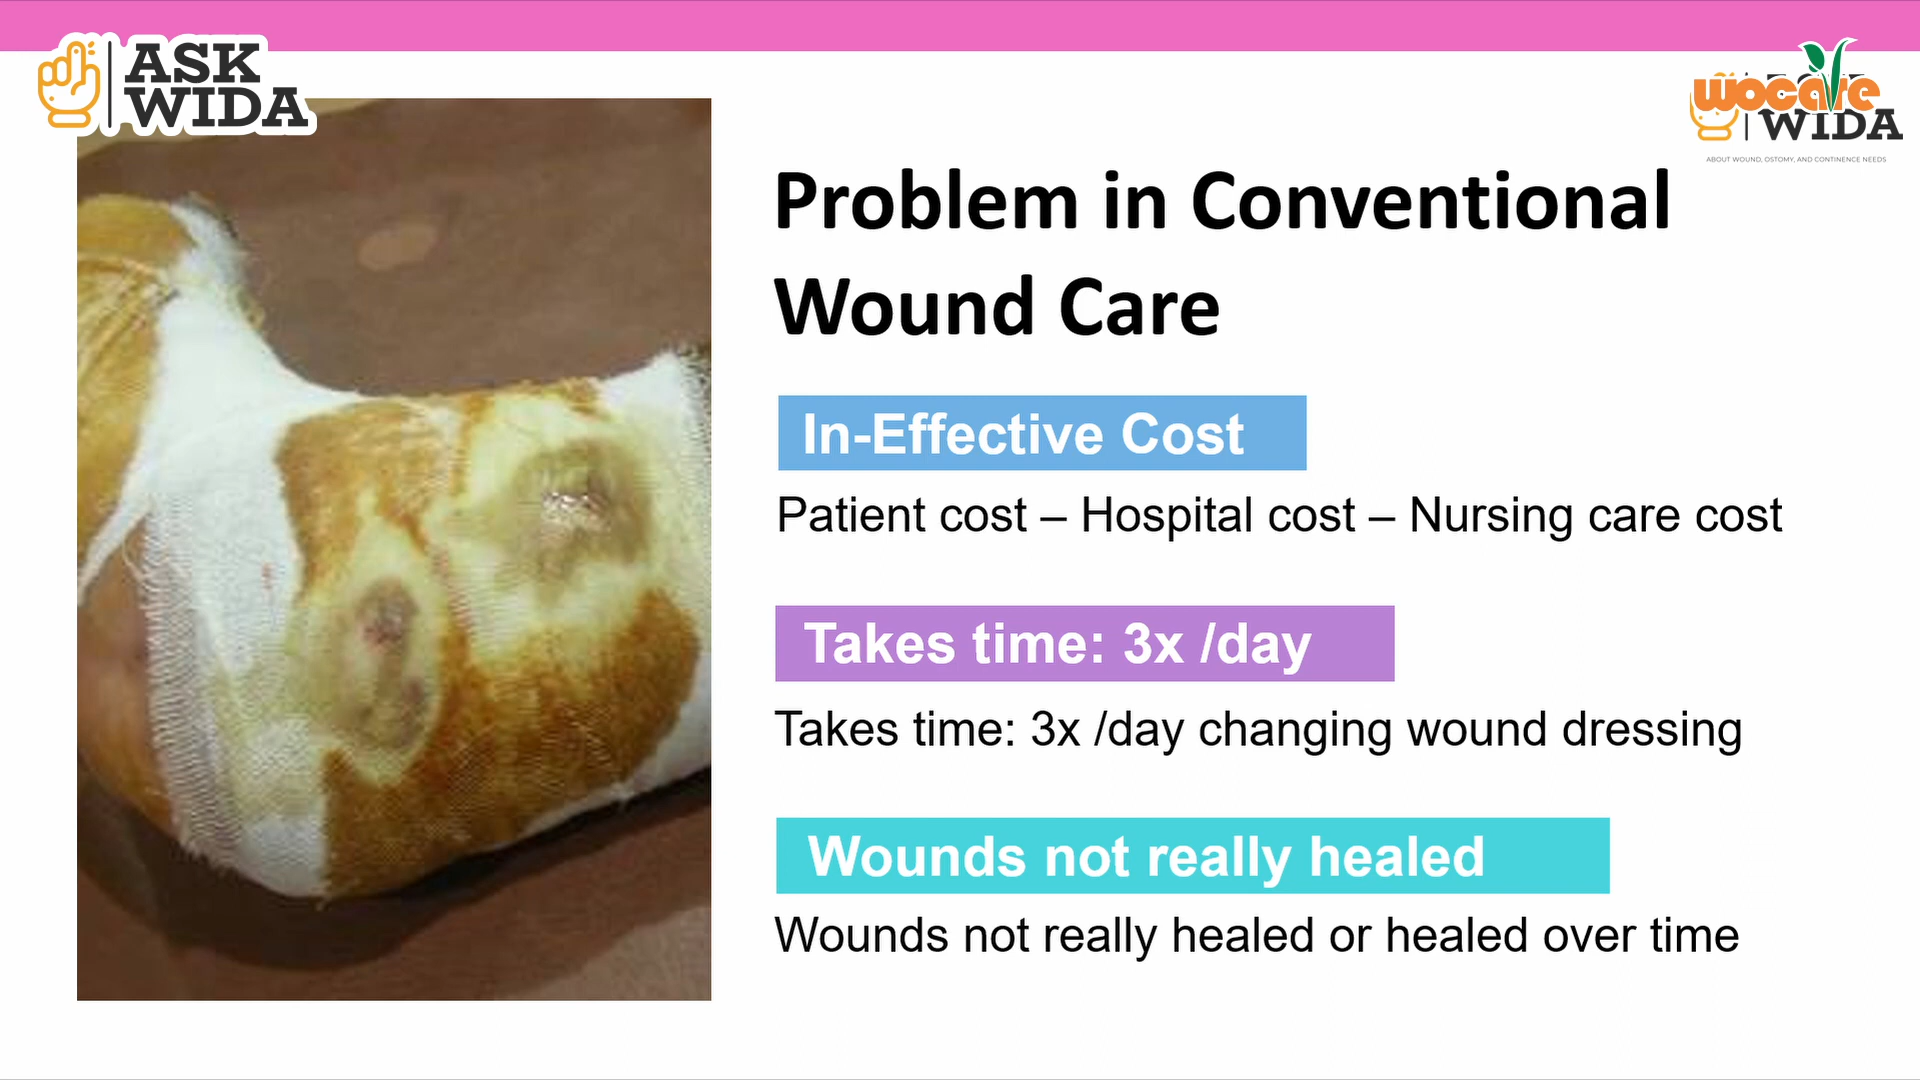 ASK
WIDA
wocare
WIDA
ABOUT WOUND, OSTOMY, AND CONTINENCE NEEDS
Problem in Conventional
Wound Care
In-Effective Cost
Patient cost – Hospital cost – Nursing care cost
Takes time: 3x /day
Takes time: 3x /day changing wound dressing
Wounds not really healed
Wounds not really healed or healed over time